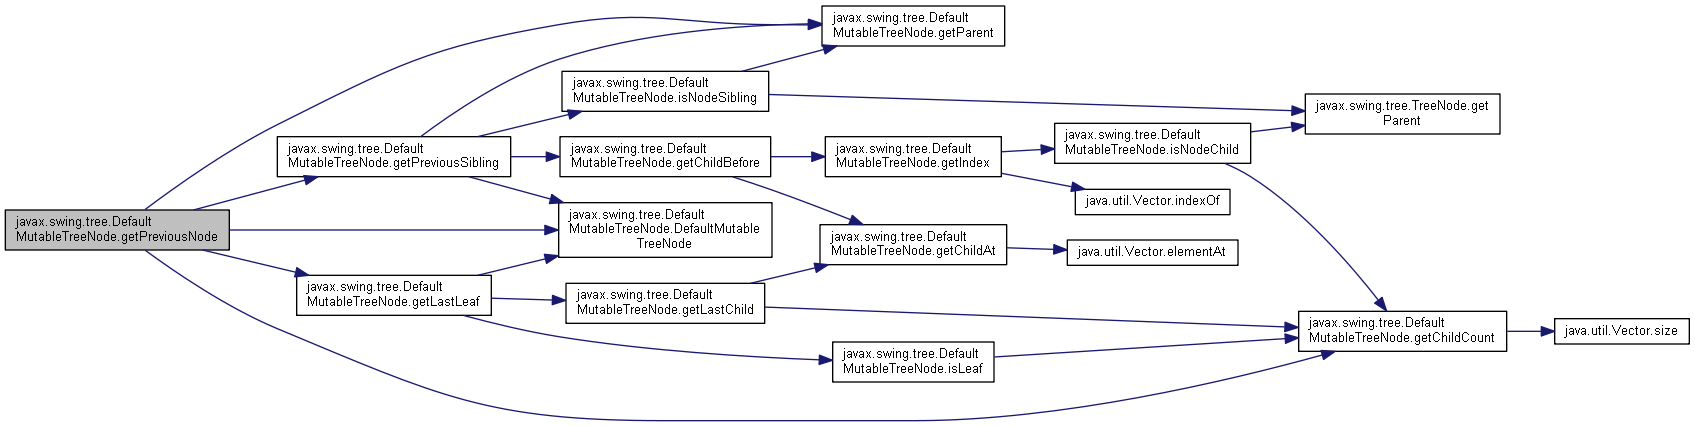 javax.swing.tree.Default
MutableTreeNode.getParent
javax.swing.tree.Default
MutableTreeNode.isNodeSibling
javax.swing.tree.TreeNode.get
Parent
javax.swing.tree.Default
MutableTreeNode.isNodeChild
javax.swing.tree.Default
MutableTreeNode.getPreviousSibling
javax.swing.tree.Default
MutableTreeNode.getChildBefore
javax.swing.tree.Default
MutableTreeNode.getIndex
java.util.Vector.indexOf
javax.swing.tree.Default
MutableTreeNode.getPreviousNode
javax.swing.tree.Default
MutableTreeNode.DefaultMutable
TreeNode
javax.swing.tree.Default
MutableTreeNode.getChildAt
java.util.Vector.elementAt
javax.swing.tree.Default
MutableTreeNode.getLastLeaf
javax.swing.tree.Default
MutableTreeNode.getLastChild
javax.swing.tree.Default
MutableTreeNode.getChildCount
java.util.Vector.size
javax.swing.tree.Default
MutableTreeNode.isLeaf